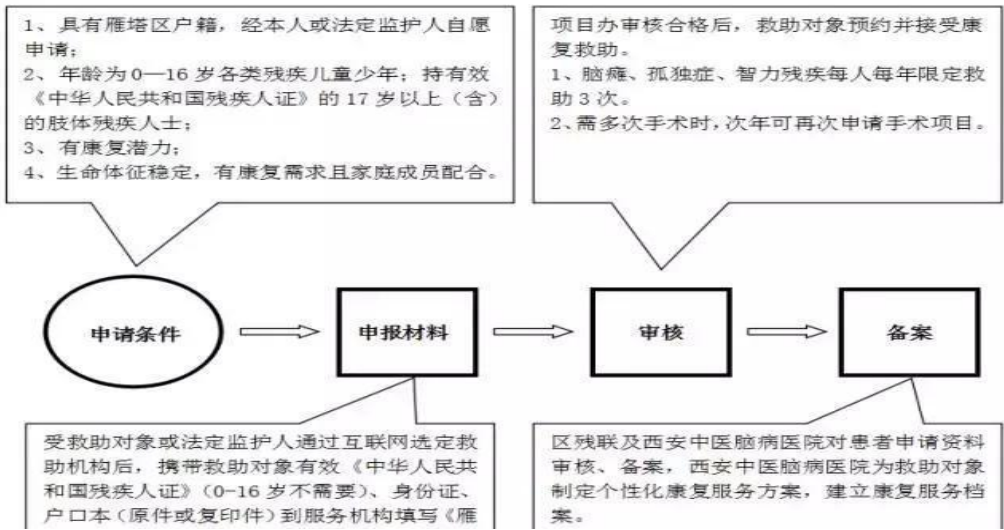 1、具有雁塔区户籍，经本人或法定监护人自愿
申请；
2、年龄为0—16岁各类残疾儿童少年；持有效
《中华人民共和国残疾人证》的17岁以上（含）
的肢体残疾人士；
3、有康复潜力；
4、生命体征稳定，有康复需求且家庭成员配合。
项目办审核合格后，救助对象预约并接受康
复救助。
1、脑瘫、孤独症、智力残疾每人每年限定救
助3次。
2、需多次手术时，次年可再次申请手术项目。
申请条件
申报材料
审核
备案
受救助对象或法定监护人通过互联网选定救
助机构后，携带救助对象有效《中华人民共
和国残疾人证》（0-16岁不需要）、身份证、
户口本（原件或复印件）到服务机构填写《雁
区残联及西安中医脑病医院对患者申请资料
审核、备案，西安中医脑病医院为救助对象
制定个性化康复服务方案，建立康复服务档
案。